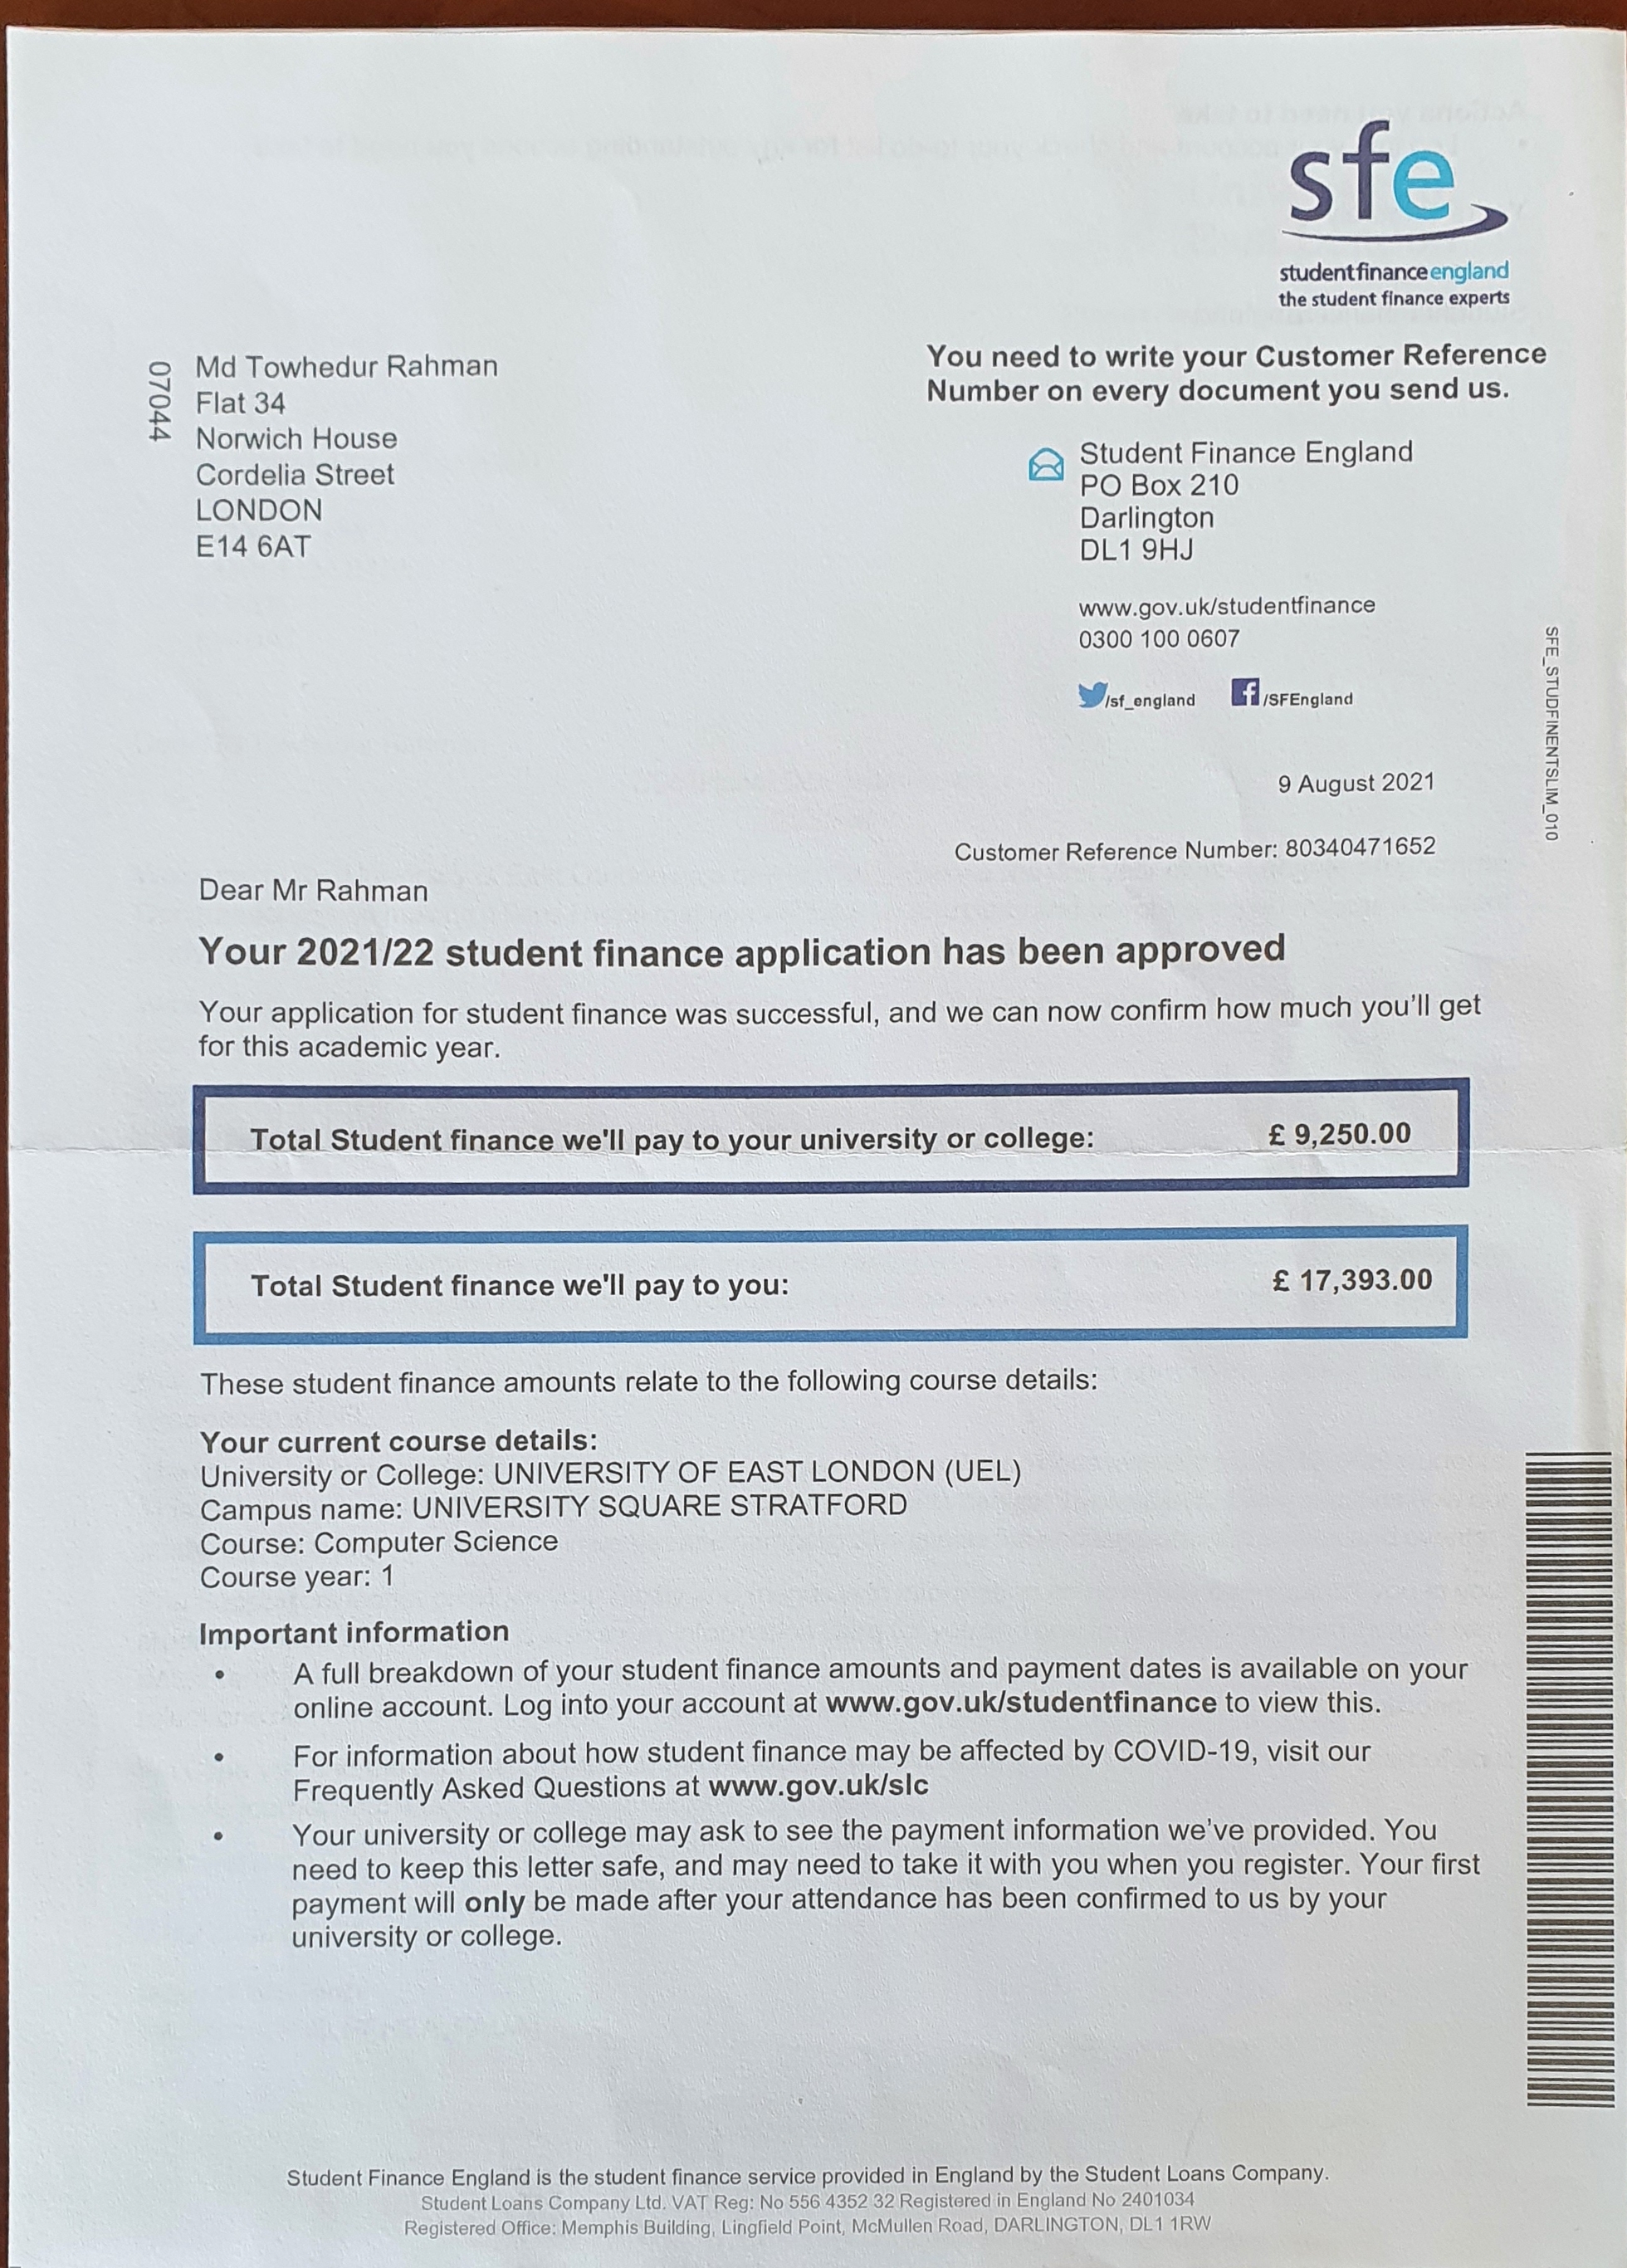 sfe
studentfinanceengland
the student finance experts
07044
Md Towhedur Rahman
Flat 34
Norwich House
Cordelia Street
LONDON
E14 6AT
You need to write your Customer Reference
Number on every document you send us.
Student Finance England
PO Box 210
Darlington
DL1 9HJ
www.gov.uk/studentfinance
0300 100 0607
/sf_england f/SFEngland
SFE_STUDFINENTSLIM_010
9 August 2021
Customer Reference Number: 80340471652
Dear Mr Rahman
Your 2021/22 student finance application has been approved
Your application for student finance was successful, and we can now confirm how much you'll get
for this academic year.
Total Student finance we'll pay to your university or college: £ 9,250.00
Total Student finance we'll pay to you: £ 17,393.00
These student finance amounts relate to the following course details:
Your current course details:
University or College: UNIVERSITY OF EAST LONDON (UEL)
Campus name: UNIVERSITY SQUARE STRATFORD
Course: Computer Science
Course year: 1
Important information
• A full breakdown of your student finance amounts and payment dates is available on your
online account. Log into your account at www.gov.uk/studentfinance to view this.
• For information about how student finance may be affected by COVID-19, visit our
Frequently Asked Questions at www.gov.uk/slc
• Your university or college may ask to see the payment information we've provided. You
need to keep this letter safe, and may need to take it with you when you register. Your first
payment will only be made after your attendance has been confirmed to us by your
university or college.
Student Finance England is the student finance service provided in England by the Student Loans Company.
Student Loans Company Ltd. VAT Reg: No 556 4352 32 Registered in England No 2401034
Registered Office: Memphis Building, Lingfield Point, McMullen Road, DARLINGTON, DL1 1RW